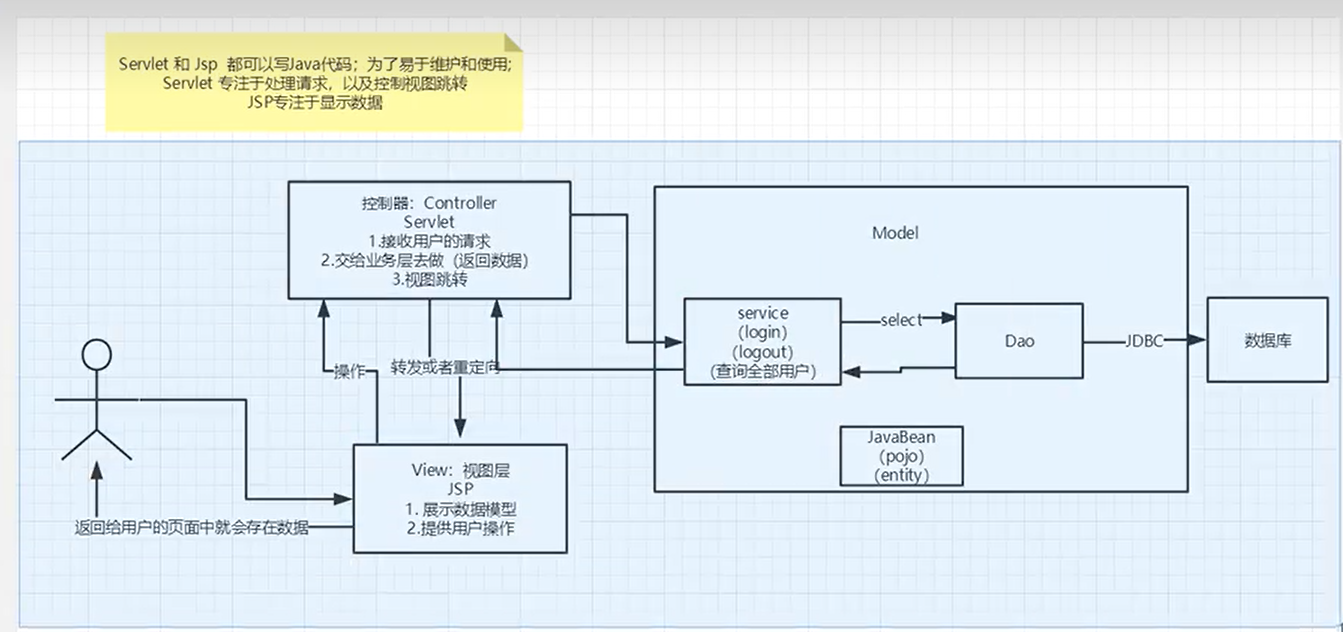 Servlet 和 Jsp 都可以写Java代码；为了易于维护和使用；
Servlet 专注于处理请求，以及控制视图跳转
JSP专注于显示数据
控制器：Controller
Servlet
1.接收用户的请求
2.交给业务层去做（返回数据）
3.视图跳转
Model
service
（login）
（logout）
（查询全部用户）
select
Dao
JDBC
数据库
操作
转发或者重定向
JavaBean
（pojo）
（entity）
View：视图层
JSP
1. 展示数据模型
2.提供用户操作
返回给用户的页面中就会存在数据